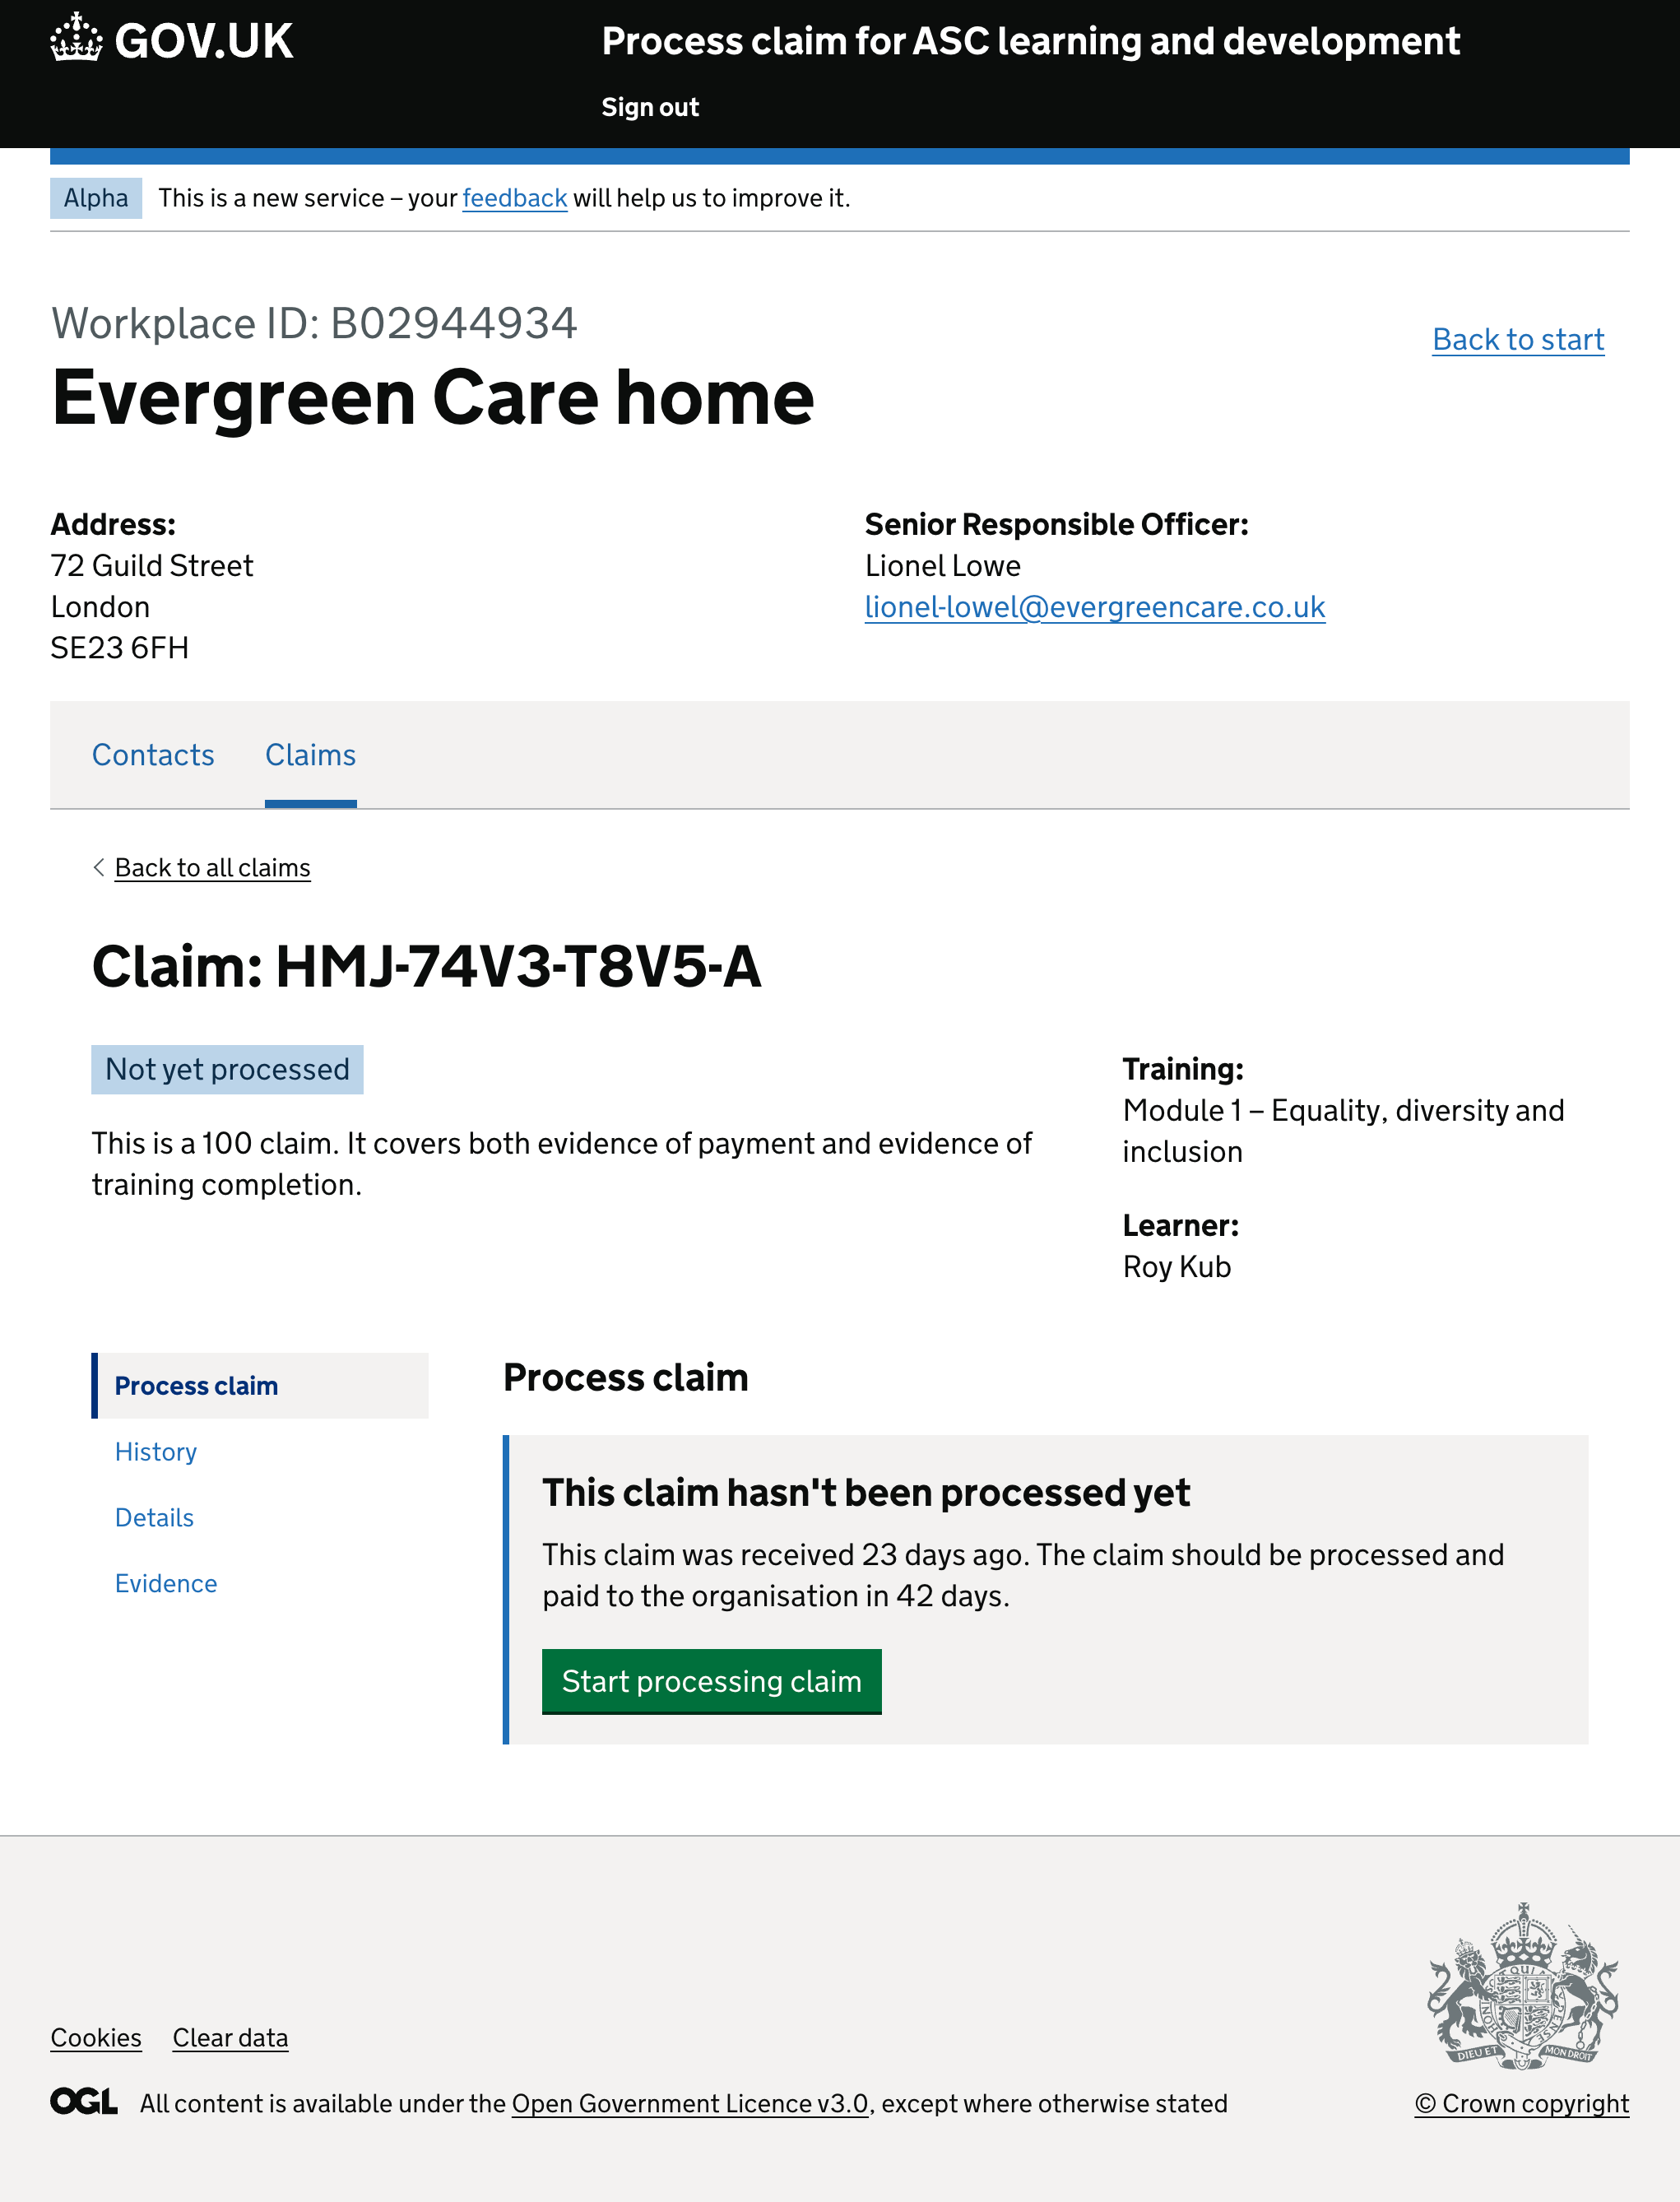 GOV.UK
Process claim for ASC learning and development
Sign out
Alpha
This is a new service – your feedback will help us to improve it.
Workplace ID: B02944934
Evergreen Care home
Back to start
Address:
72 Guild Street
London
SE23 6FH
Senior Responsible Officer:
Lionel Lowe
lionel-lowel@evergreencare.co.uk
Contacts
Claims
Back to all claims
Claim: HMJ-74V3-T8V5-A
Not yet processed
This is a 100 claim. It covers both evidence of payment and evidence of
training completion.
Training:
Module 1 – Equality, diversity and
inclusion
Learner:
Roy Kub
Process claim
History
Details
Evidence
Process claim
This claim hasn't been processed yet
This claim was received 23 days ago. The claim should be processed and
paid to the organisation in 42 days.
Start processing claim
Cookies
Clear data
DIEU ET MON DROIT
OGL
All content is available under the Open Government Licence v3.0, except where otherwise stated
© Crown copyright